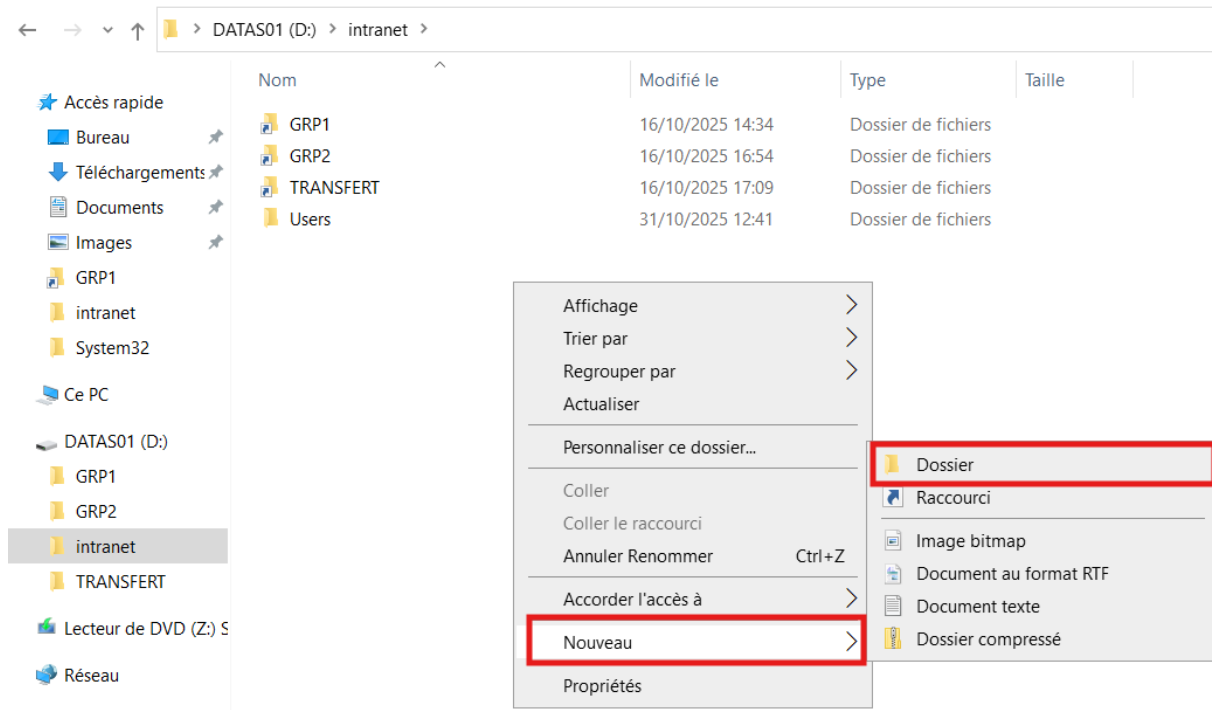 DATAS01 (D:) > intranet >
Nom Modifié le Type Taille
Accès rapide
Bureau
Téléchargements
Documents
Images
GRP1
intranet
System32
Ce PC
DATAS01 (D:)
GRP1
GRP2
intranet
TRANSFERT
Lecteur de DVD (Z:) S
Réseau
GRP1 16/10/2025 14:34 Dossier de fichiers
GRP2 16/10/2025 16:54 Dossier de fichiers
TRANSFERT 16/10/2025 17:09 Dossier de fichiers
Users 31/10/2025 12:41 Dossier de fichiers
Affichage
Trier par
Regrouper par
Actualiser
Personnaliser ce dossier...
Coller
Coller le raccourci
Annuler Renommer Ctrl+Z
Accorder l'accès à
Nouveau
Propriétés
Dossier
Raccourci
Image bitmap
Document au format RTF
Document texte
Dossier compressé